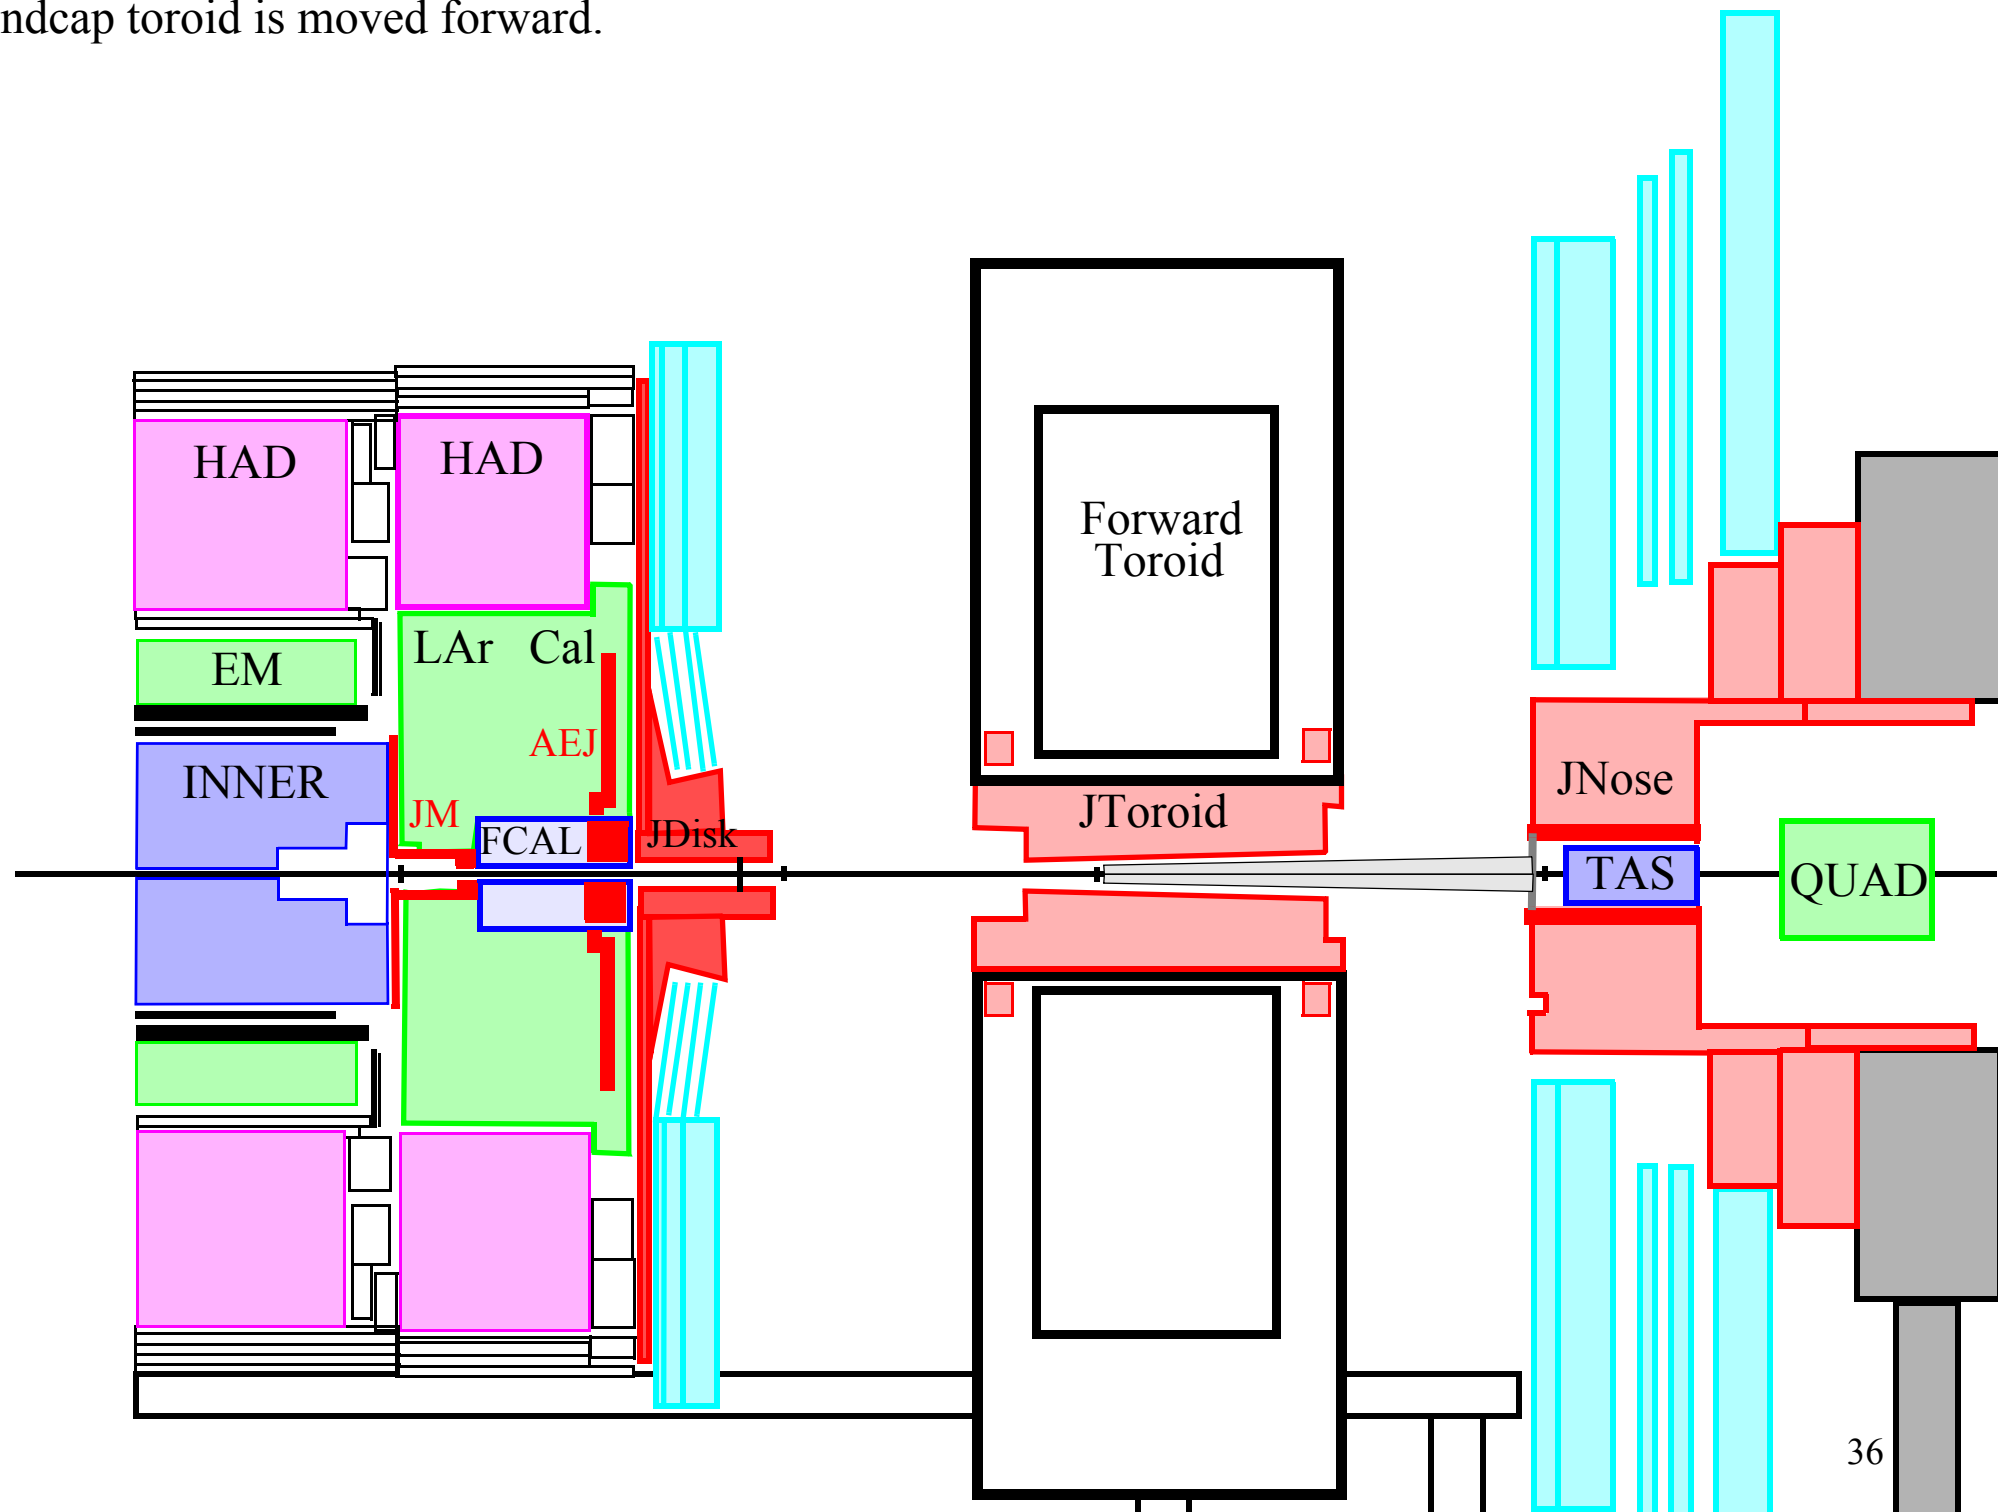 ndcap toroid is moved forward.
HAD
HAD
Forward
Toroid
LAr Cal
EM
AEJ
INNER
JM
FCAL
JDisk
JToroid
JNose
TAS
QUAD
36